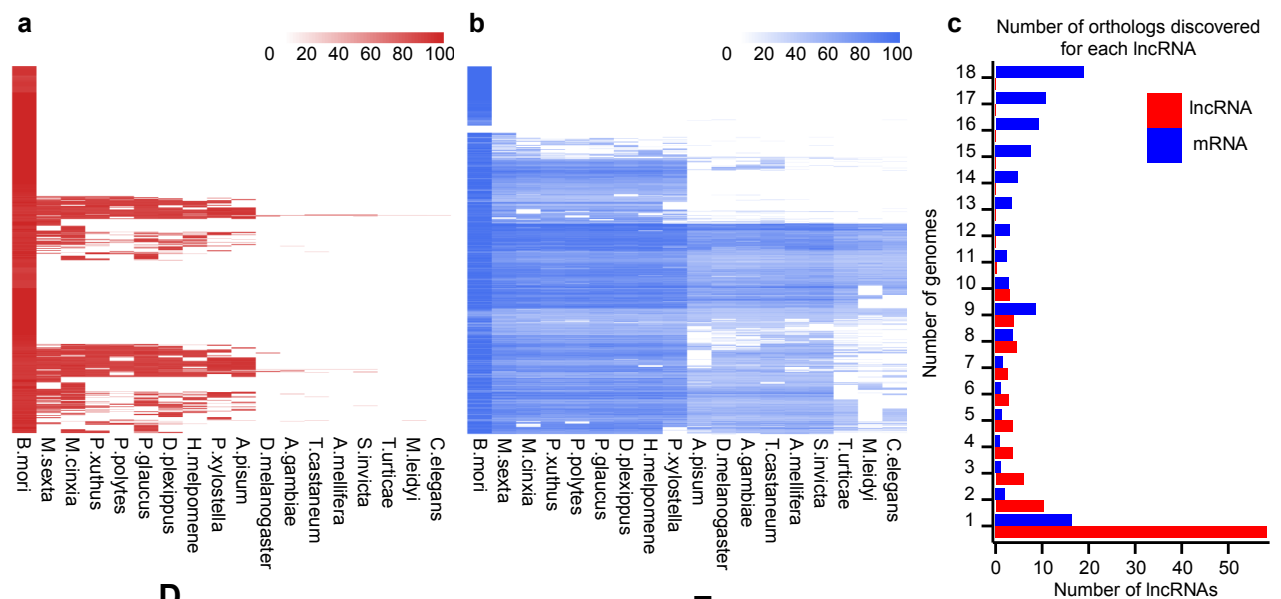 a
0 20 40 60 80 100
B.mori
M.sexta
M.cinxia
P.xuthus
P.polytes
P.glaucus
D.plexippus
H.melpomene
P.xylostella
A.pisum
D.melanogaster
A.gambiae
T.castaneum
A.mellifera
S.invicta
T.urticae
M.leidyi
C.elegans
b
0 20 40 60 80 100
B.mori
M.sexta
M.cinxia
P.xuthus
P.polytes
P.glaucus
D.plexippus
H.melpomene
P.xylostella
A.pisum
D.melanogaster
A.gambiae
T.castaneum
A.mellifera
S.invicta
T.urticae
M.leidyi
C.elegans
c
Number of orthologs discovered
for each lncRNA
Number of genomes
18
17
16
15
14
13
12
11
10
9
8
7
6
5
4
3
2
1
lncRNA
mRNA
0 10 20 30 40 50
Number of lncRNAs